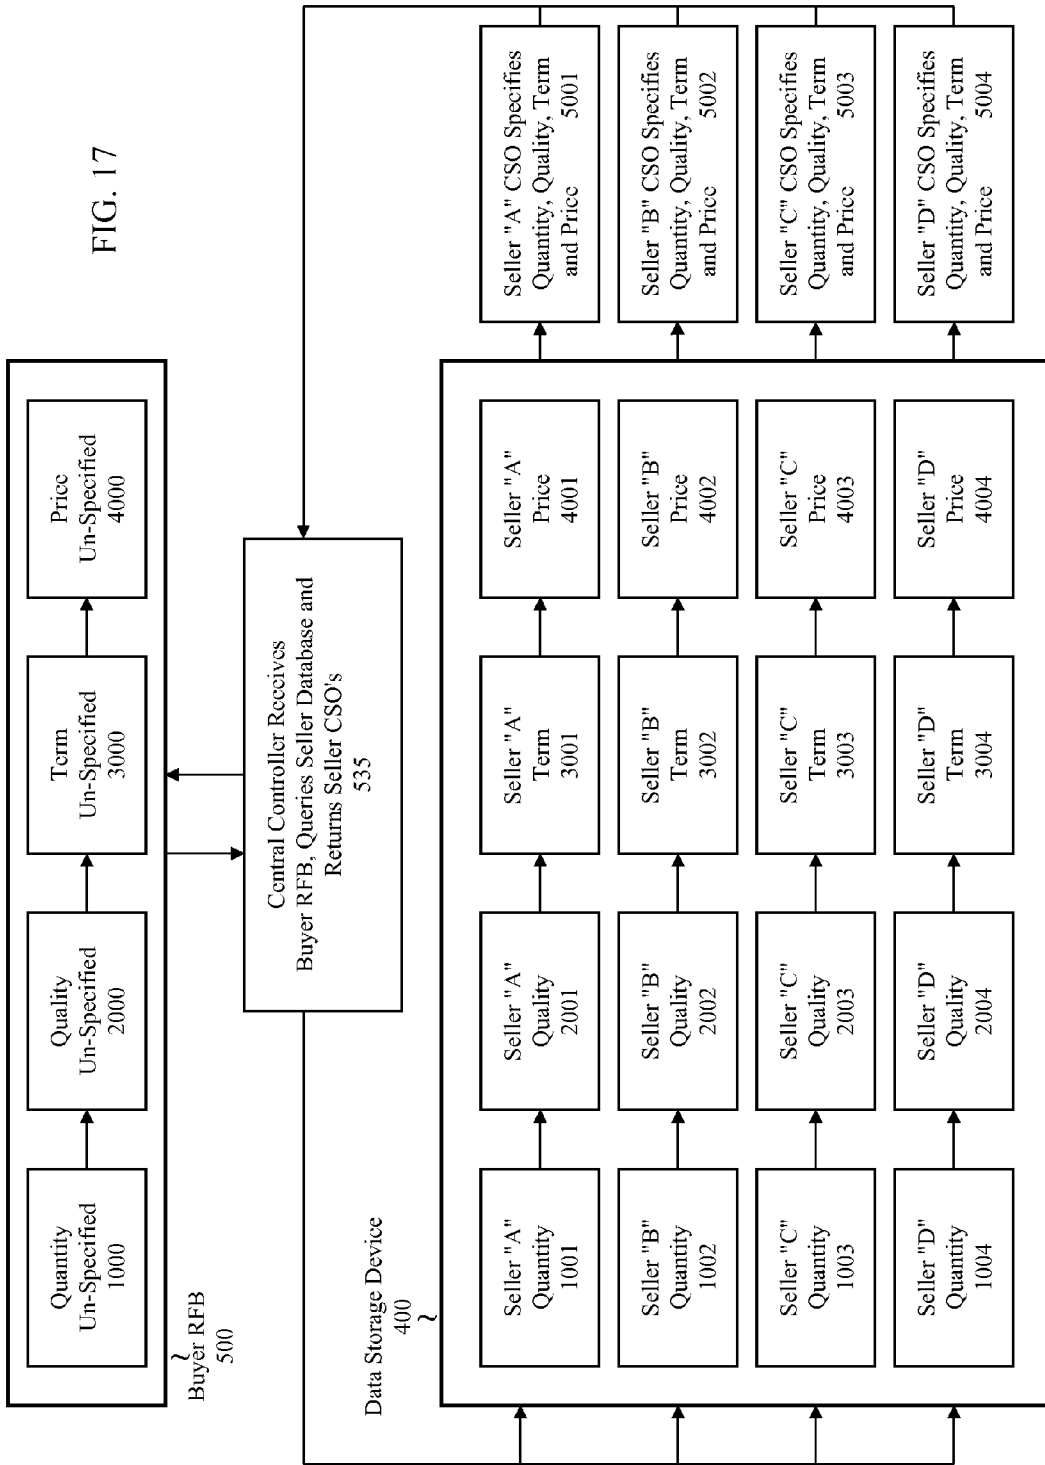 FIG. 17
Quantity
Un-Specified
1000
Quality
Un-Specified
2000
Term
Un-Specified
3000
Price
Un-Specified
4000
Buyer RFB
500
Central Controller Receives
Buyer RFB, Queries Seller Database and
Returns Seller CSO's
535
Data Storage Device
400
Seller "A"
Quantity
1001
Seller "A"
Quality
2001
Seller "A"
Term
3001
Seller "A"
Price
4001
Seller "A" CSO Specifies
Quantity, Quality, Term
and Price 5001
Seller "B"
Quantity
1002
Seller "B"
Quality
2002
Seller "B"
Term
3002
Seller "B"
Price
4002
Seller "B" CSO Specifies
Quantity, Quality, Term
and Price 5002
Seller "C"
Quantity
1003
Seller "C"
Quality
2003
Seller "C"
Term
3003
Seller "C"
Price
4003
Seller "C" CSO Specifies
Quantity, Quality, Term
and Price 5003
Seller "D"
Quantity
1004
Seller "D"
Quality
2004
Seller "D"
Term
3004
Seller "D"
Price
4004
Seller "D" CSO Specifies
Quantity, Quality, Term
and Price 5004